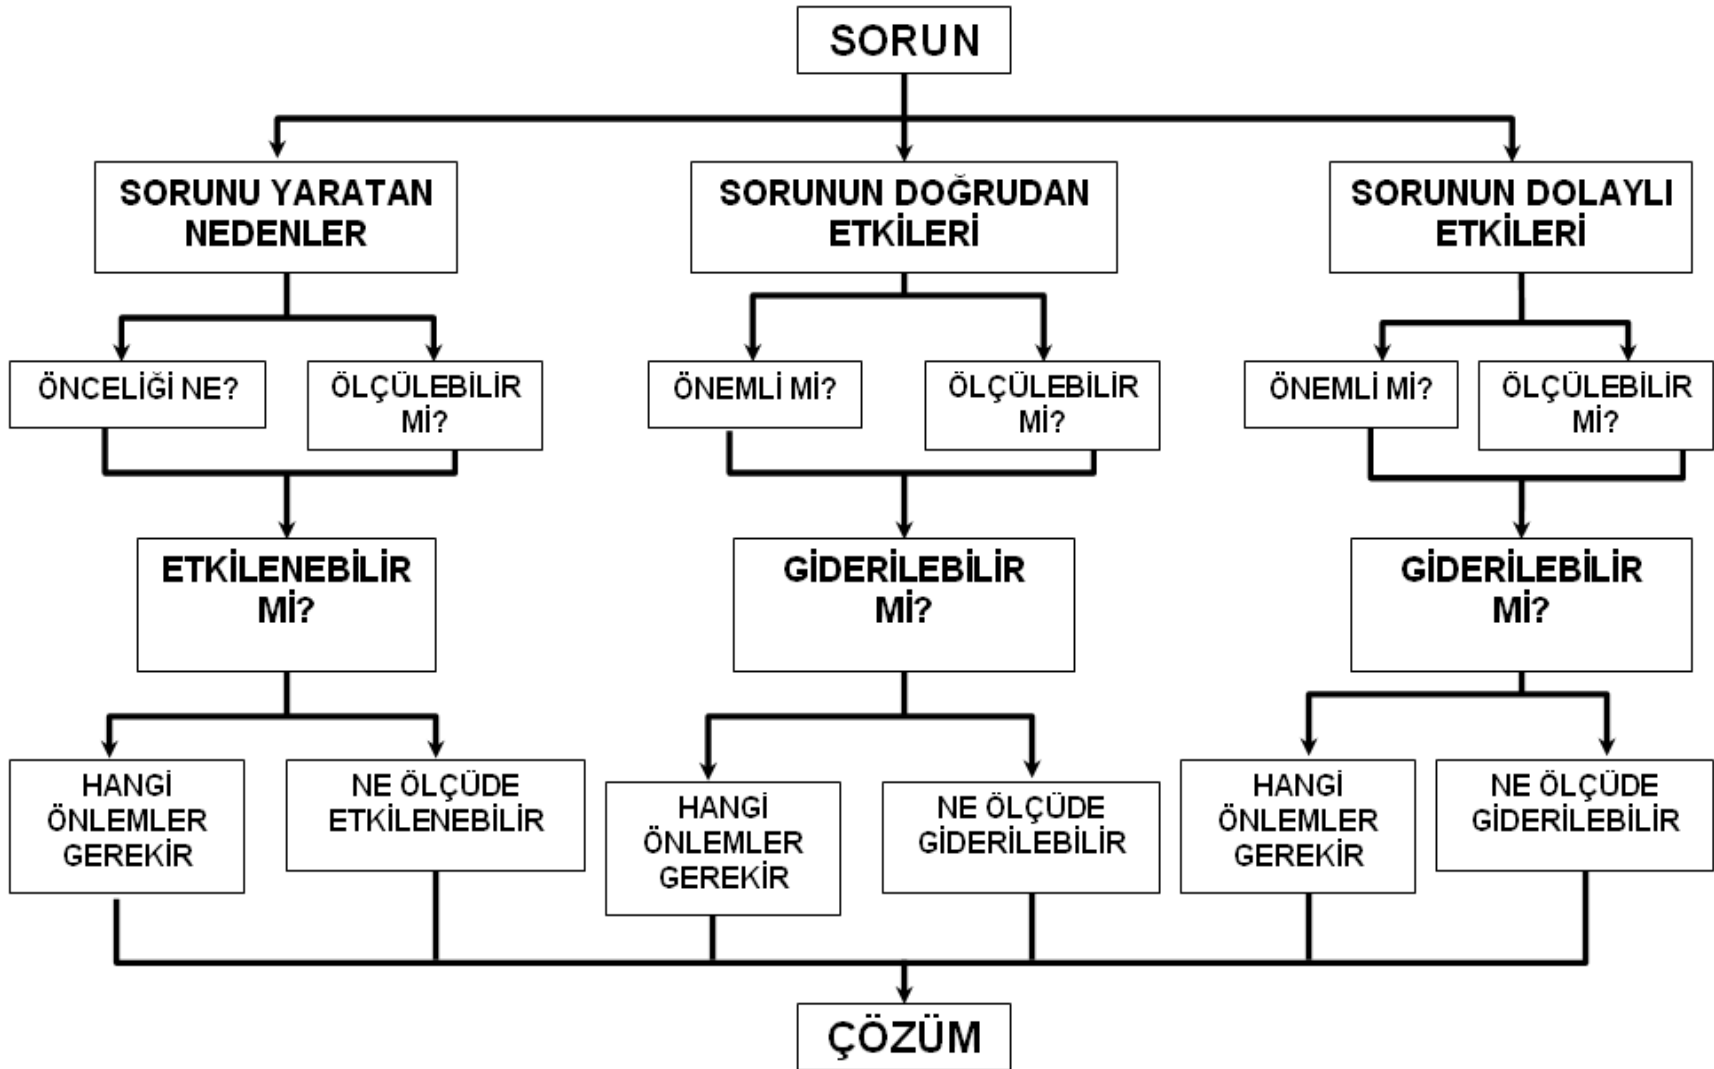 SORUN
SORUNU YARATAN
NEDENLER
SORUNUN DOĞRUDAN
ETKİLERİ
SORUNUN DOLAYLI
ETKİLERİ
ÖNCELİĞİ NE?
ÖLÇÜLEBİLİR
Mİ?
ÖNEMLİ Mİ?
ÖLÇÜLEBİLİR
Mİ?
ÖNEMLİ Mİ?
ÖLÇÜLEBİLİR
Mİ?
ETKİLENEBİLİR
Mİ?
GİDERİLEBİLİR
Mİ?
GİDERİLEBİLİR
Mİ?
HANGİ
ÖNLEMLER
GEREKİR
NE ÖLÇÜDE
ETKİLENEBİLİR
HANGİ
ÖNLEMLER
GEREKİR
NE ÖLÇÜDE
GİDERİLEBİLİR
HANGİ
ÖNLEMLER
GEREKİR
NE ÖLÇÜDE
GİDERİLEBİLİR
ÇÖZÜM